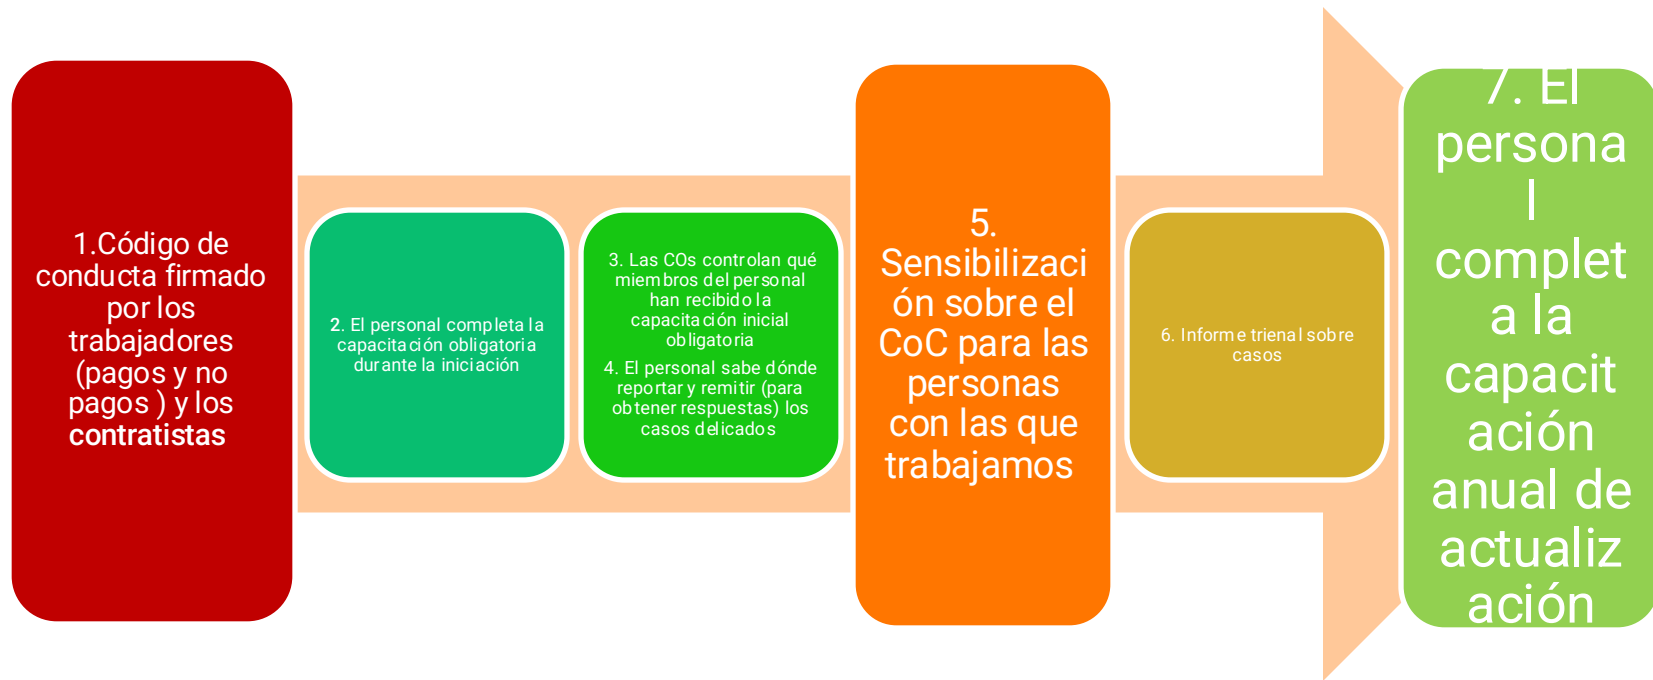 1.Código de
conducta firmado
por los
trabajadores
(pagos y no
pagos ) y los
contratistas
2. El personal completa la
capacitación obligatoria
durante la iniciación
3. Las COs controlan qué
miembros del personal
han recibido la
capacitación inicial
obligatoria
4. El personal sabe dónde
reportar y remitir (para
obtener respuestas) los
casos delicados
5.
Sensibilizaci
ón sobre el
CoC para las
personas
con las que
trabajamos
6. Informe trienal sobre
casos
7. El
persona
l
complet
a la
capacit
ación
anual de
actualiz
ación